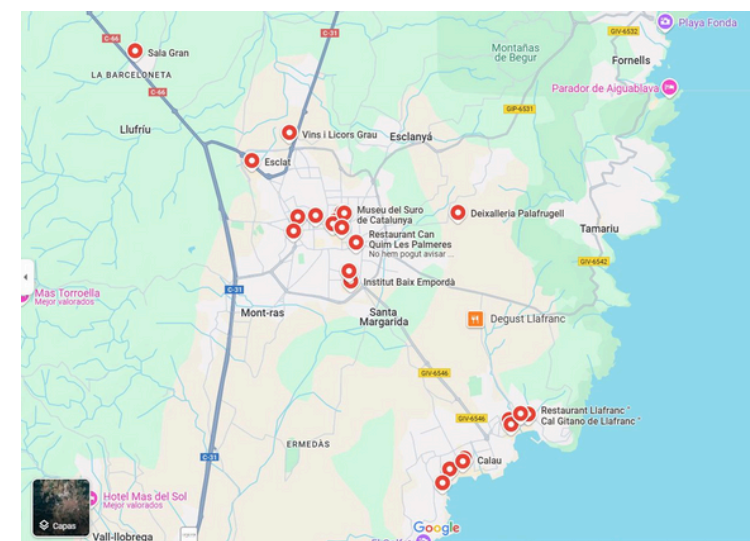 Playa Fonda
C-31
GIV-6532
C-66
Sala Gran
Montañas
de Begur
Fornells
LA BARCELONETA
C-66
Parador de Aiguablava
GIP-6531
Llufríu
Vins i Licors Grau
Esclanyá
Esclat
Museu del Suro
de Catalunya
Deixalleria Palafrugell
Restaurant Can
Quim Les Palmeres
No hem pogut avisar ...
Tamariu
GIV-6542
Institut Baix Empordà
Mas Torroella
Mejor valorados
C-31
Mont-ras
Santa
Margarida
Degust Llafranc
GIV-6546
Restaurant Llafranc "
Cal Gitano de Llafranc "
GIV-6546
ERMEDÀS
C-31
Calau
Hotel Mas del Sol
Mejor valorados
Capas
Google
Vall-llobrega